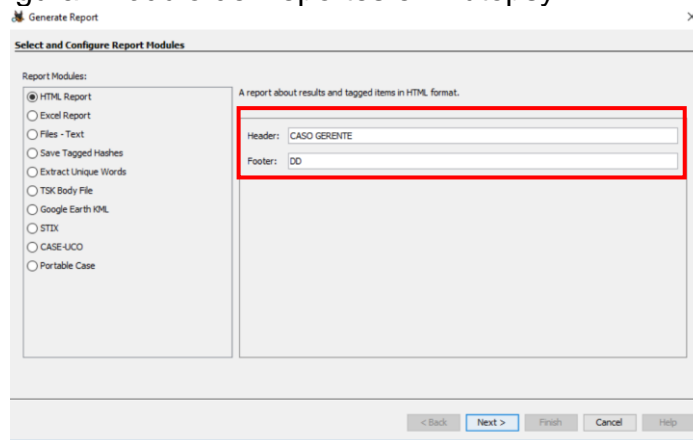 Generate Report
Select and Configure Report Modules
Report Modules:
HTML Report
Excel Report
Files - Text
Save Tagged Hashes
Extract Unique Words
TSK Body File
Google Earth KML
STIX
CASE-UCO
Portable Case
A report about results and tagged items in HTML format.
Header: CASO GERENTE
Footer: DD
< Back Next > Finish Cancel Help